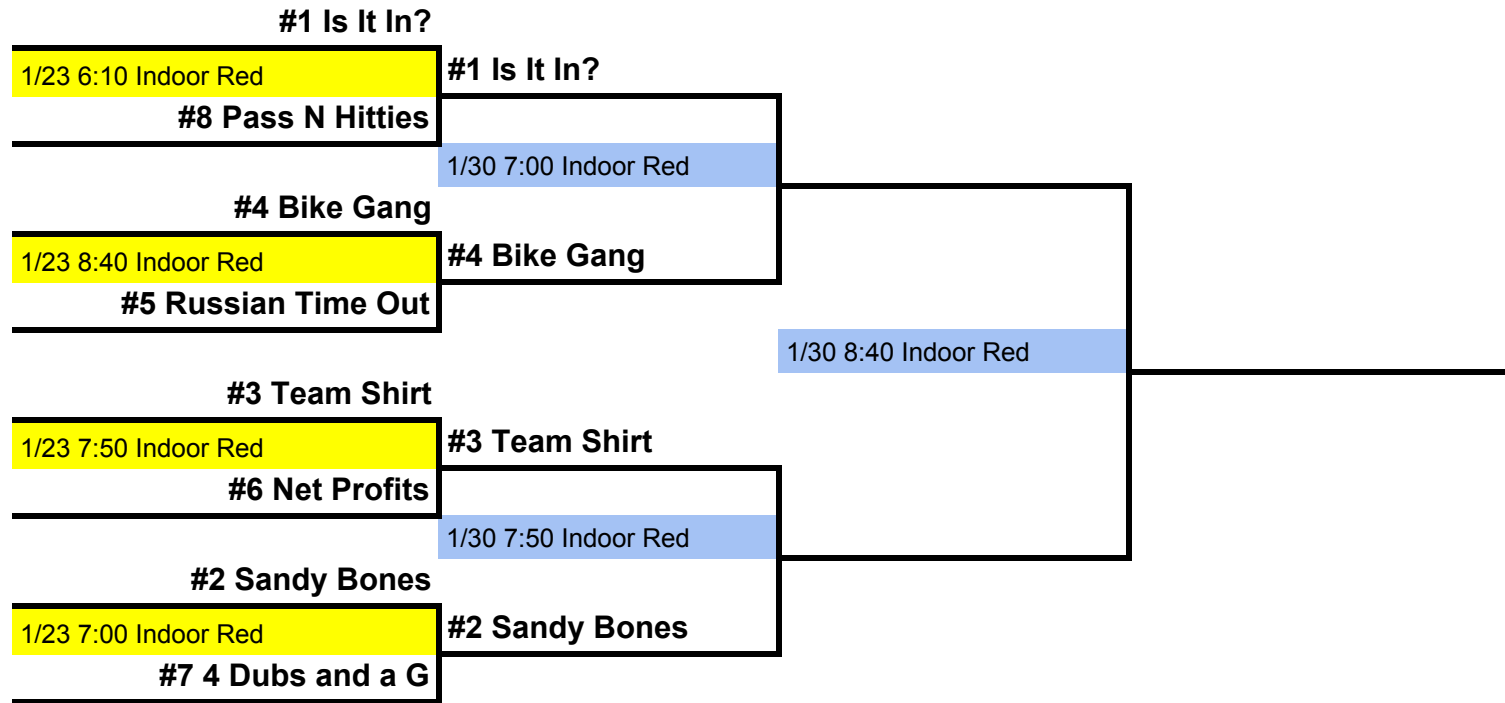 #1 Is It In?
1/23 6:10 Indoor Red
#1 Is It In?
#8 Pass N Hitties
1/30 7:00 Indoor Red
#4 Bike Gang
1/23 8:40 Indoor Red
#4 Bike Gang
#5 Russian Time Out
1/30 8:40 Indoor Red
#3 Team Shirt
1/23 7:50 Indoor Red
#3 Team Shirt
#6 Net Profits
1/30 7:50 Indoor Red
#2 Sandy Bones
1/23 7:00 Indoor Red
#2 Sandy Bones
#7 4 Dubs and a G